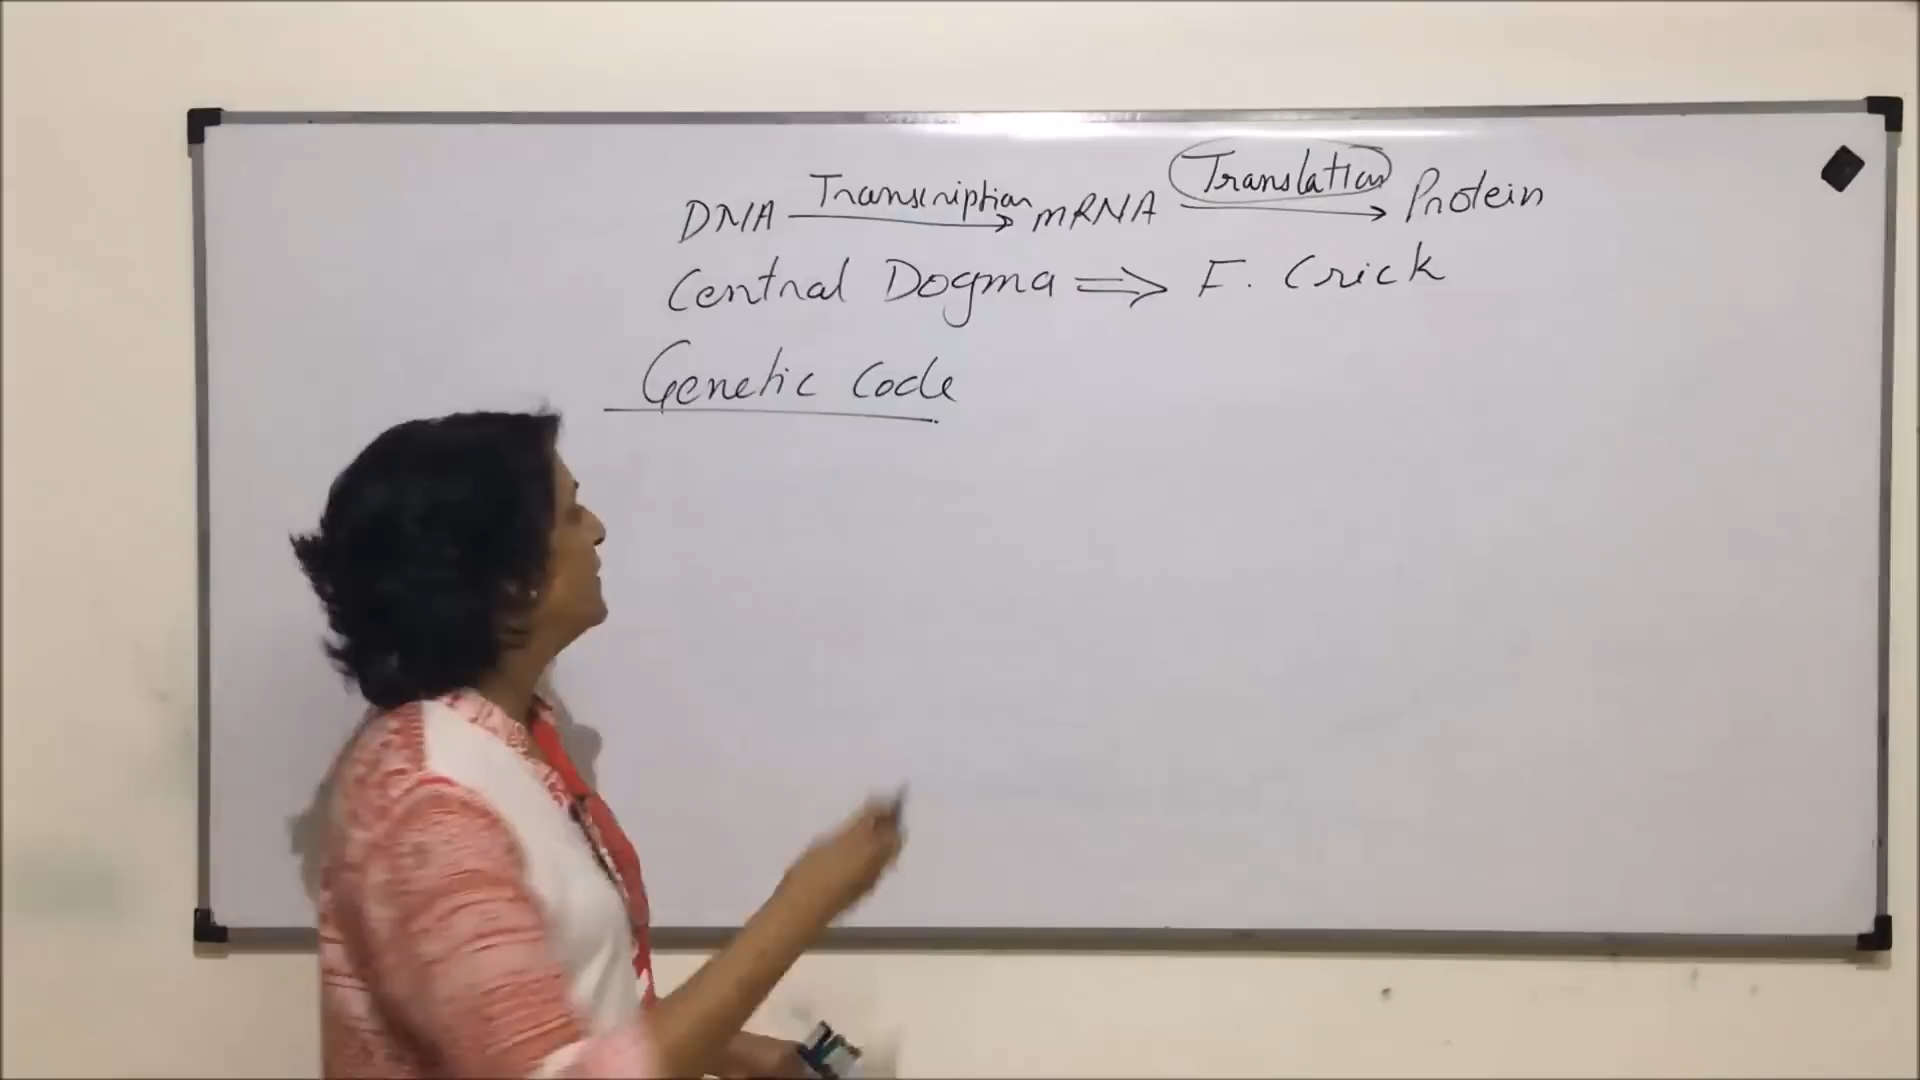 DNA Transcription → mRNA Translation → Protein
Central Dogma ⇒ F. Crick
Genetic Code